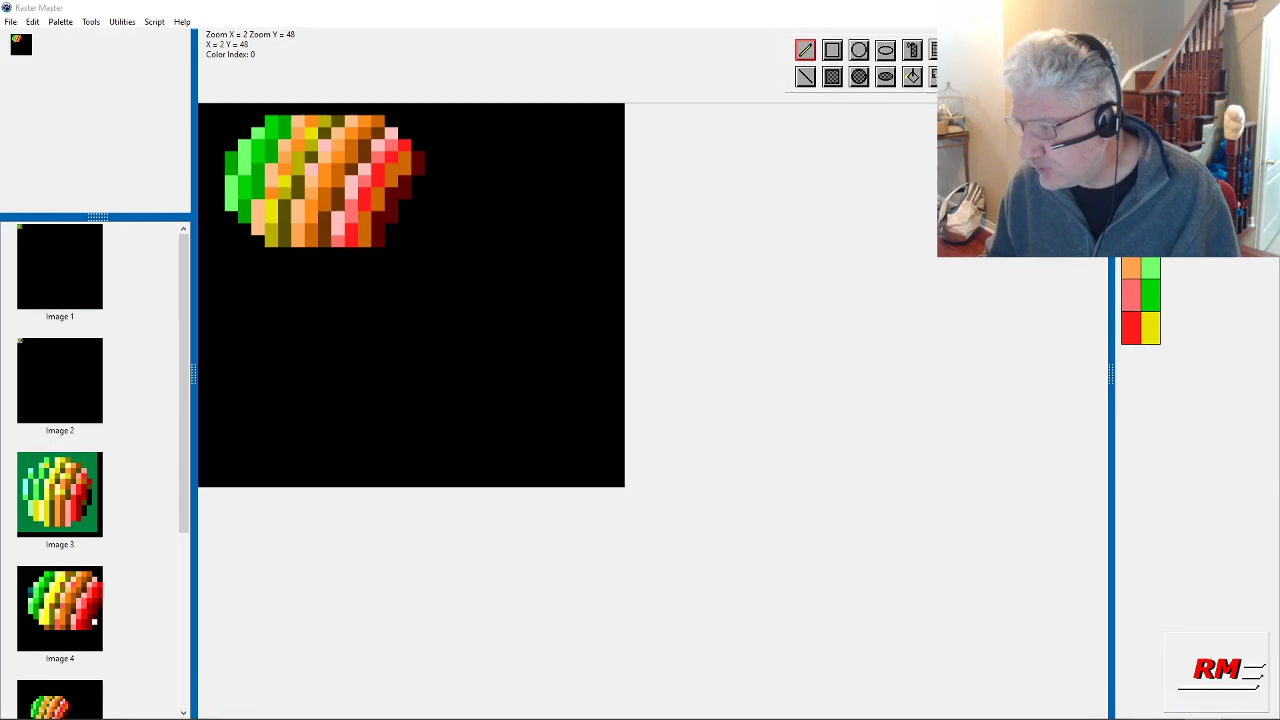 Raster Master
File Edit Palette Tools Utilities Script Help
Zoom X = 2 Zoom Y = 48
X = 2 Y = 48
Color Index: 0
Image 1
Image 2
Image 3
Image 4
RM